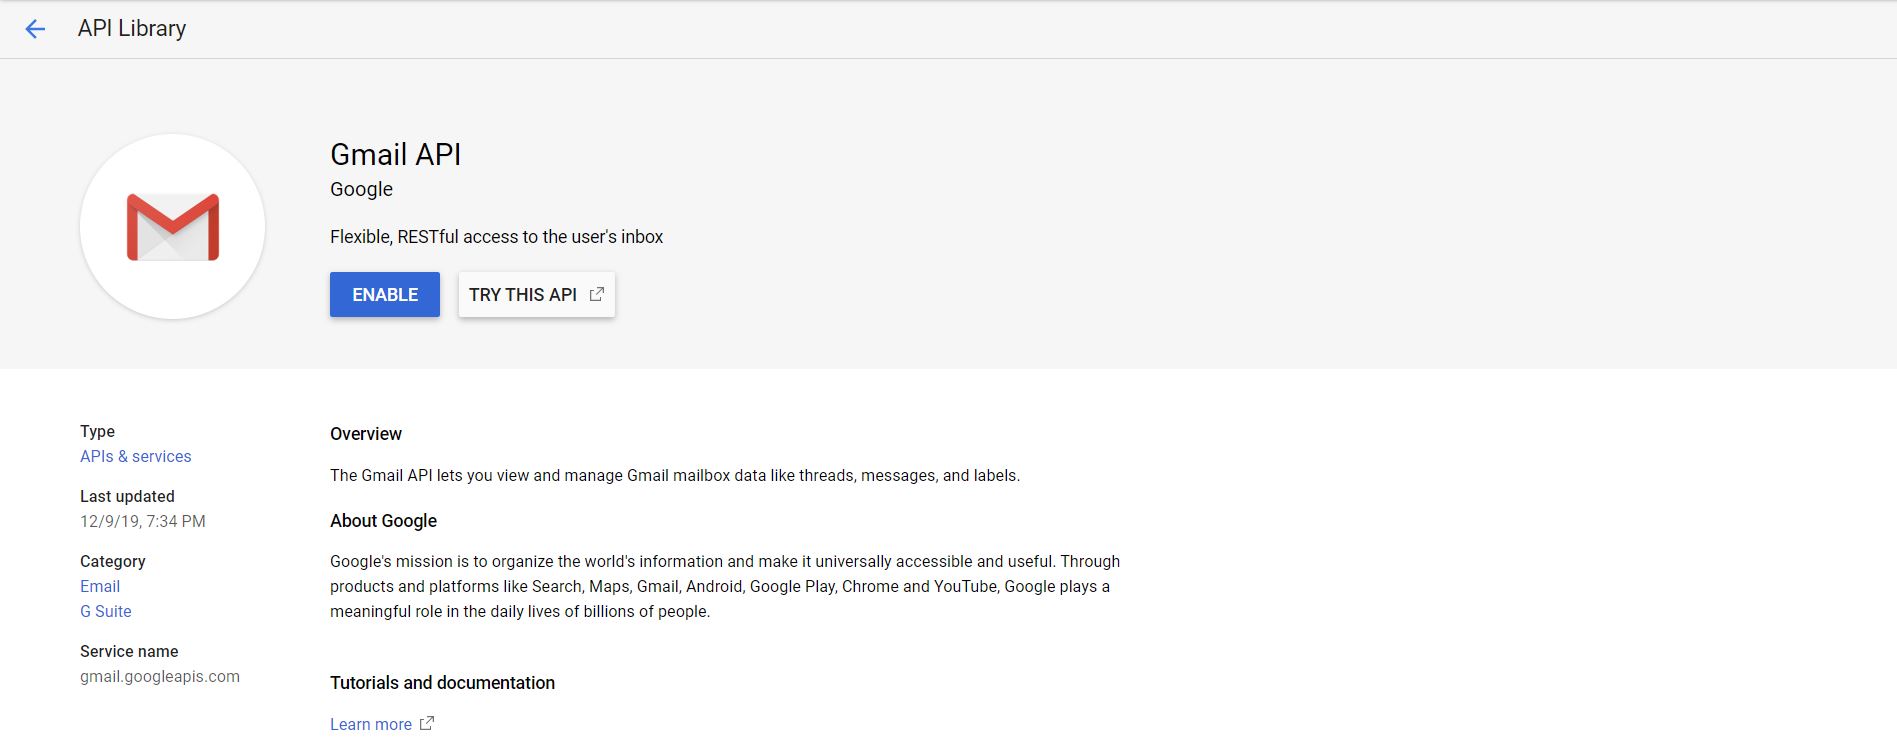 API Library
Gmail API
Google
Flexible, RESTful access to the user's inbox
ENABLE
TRY THIS API
Type
APIs & services
Last updated
12/9/19, 7:34 PM
Category
Email
G Suite
Service name
gmail.googleapis.com
Overview
The Gmail API lets you view and manage Gmail mailbox data like threads, messages, and labels.
About Google
Google's mission is to organize the world's information and make it universally accessible and useful. Through
products and platforms like Search, Maps, Gmail, Android, Google Play, Chrome and YouTube, Google plays a
meaningful role in the daily lives of billions of people.
Tutorials and documentation
Learn more